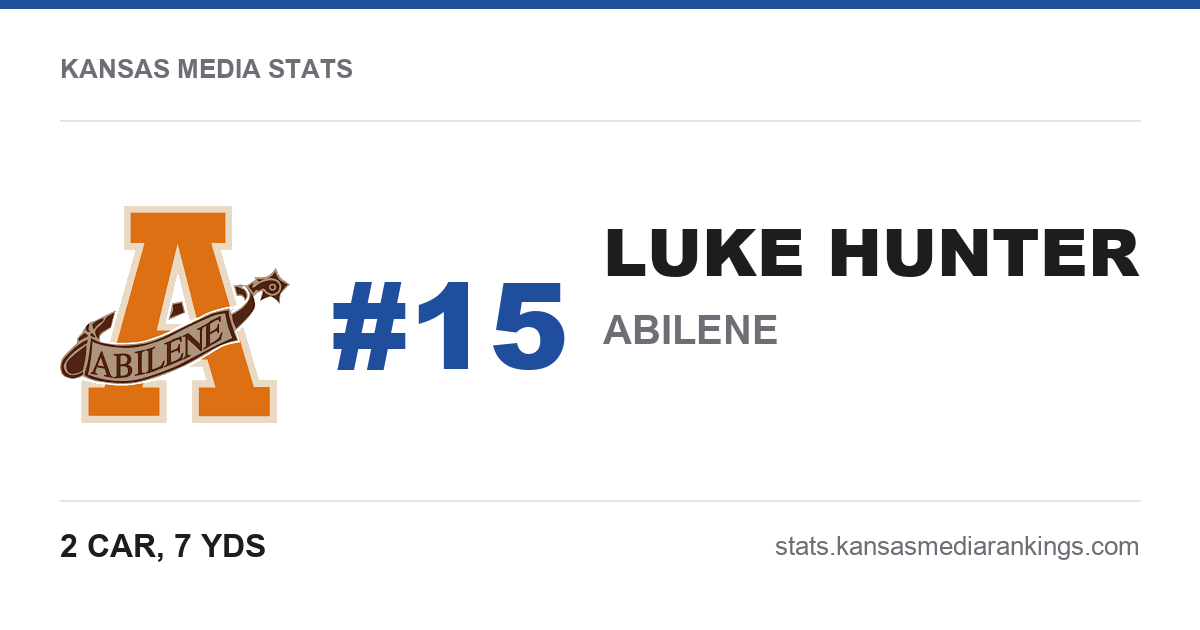 KANSAS MEDIA STATS
ABILENE
#15
LUKE HUNTER
ABILENE
2 CAR, 7 YDS
stats.kansasmediarankings.com